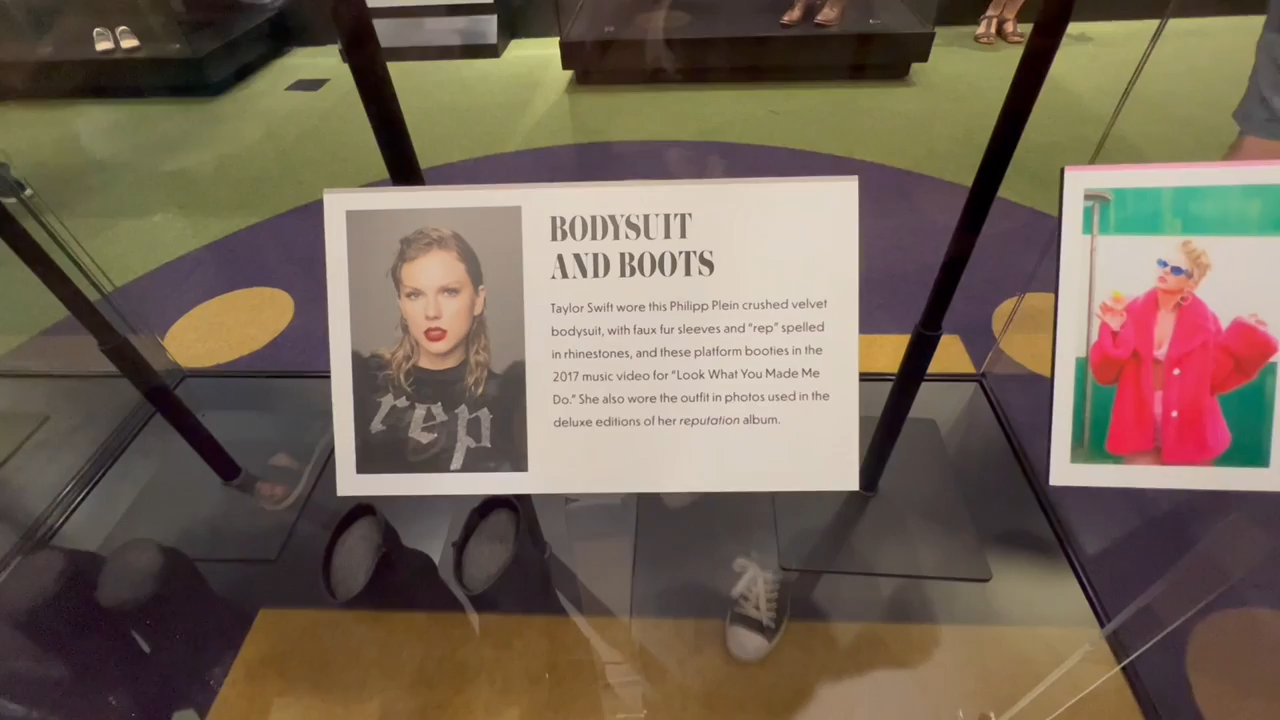 BODYSUIT
AND BOOTS
Taylor Swift wore this Philipp Plein crushed velvet
bodysuit, with faux fur sleeves and “rep” spelled
in rhinestones, and these platform booties in the
2017 music video for “Look What You Made Me
Do.” She also wore the outfit in photos used in the
deluxe editions of her reputation album.
rep